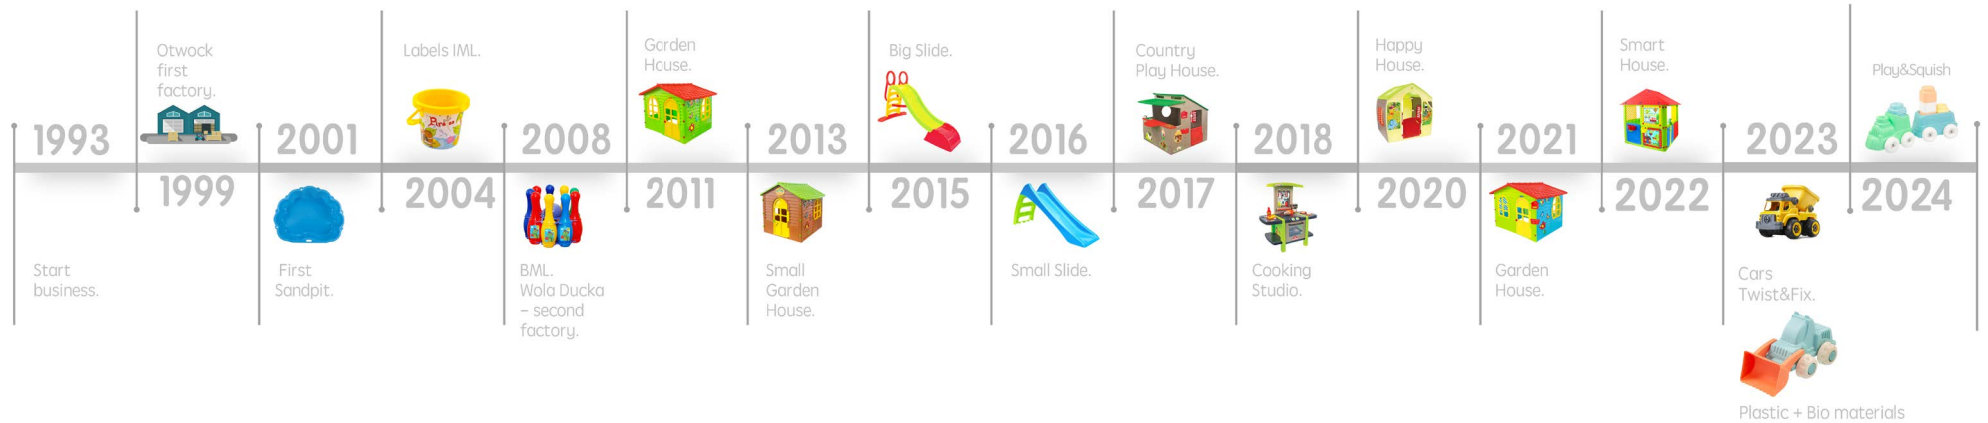 1993
Start
business.
Otwock
first
factory.
1999
2001
First
Sandpit.
Labels IML.
2004
2008
BML.
Wola Ducka
– second
factory.
Garden
House.
2011
2013
Small
Garden
House.
Big Slide.
2015
2016
Small Slide.
Country
Play House.
2017
2018
Cooking
Studio.
Happy
House.
2020
2021
Garden
House.
Smart
House.
2022
2023
Cars
Twist&Fix.
Plastic + Bio materials
Play&Squish
2024